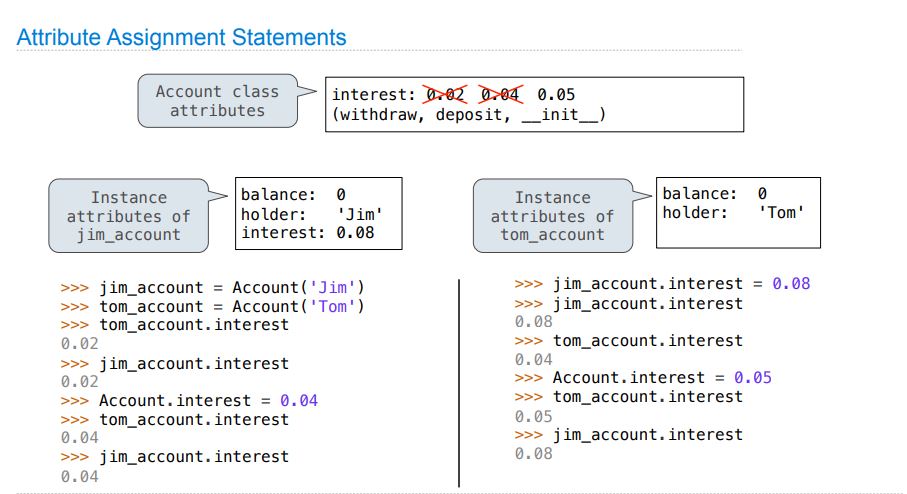 Attribute Assignment Statements
Account class
attributes
interest: 0.02 0.04 0.05
(withdraw, deposit, __init__)
Instance
attributes of
jim_account
balance: 0
holder: 'Jim'
interest: 0.08
Instance
attributes of
tom_account
balance: 0
holder: 'Tom'
>>> jim_account = Account('Jim')
>>> tom_account = Account('Tom')
>>> tom_account.interest
0.02
>>> jim_account.interest
0.02
>>> Account.interest = 0.04
>>> tom_account.interest
0.04
>>> jim_account.interest
0.04
>>> jim_account.interest = 0.08
>>> jim_account.interest
0.08
>>> tom_account.interest
0.04
>>> Account.interest = 0.05
>>> tom_account.interest
0.05
>>> jim_account.interest
0.08